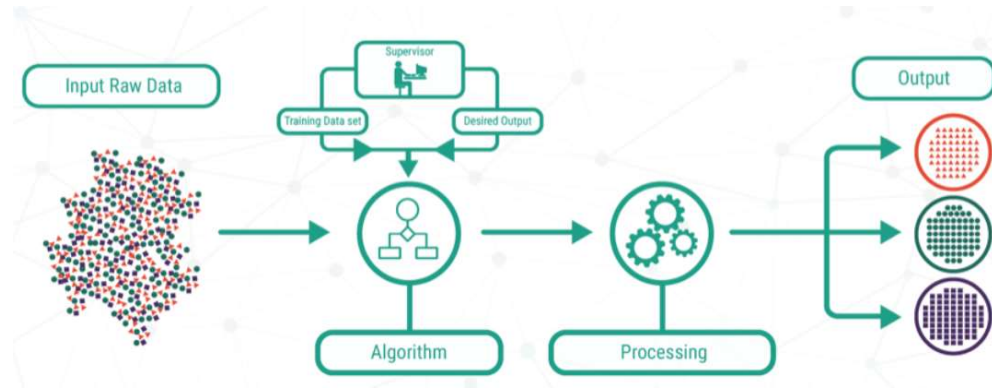 Supervisor
Input Raw Data
Output
Training Data set
Desired Output
Algorithm
Processing